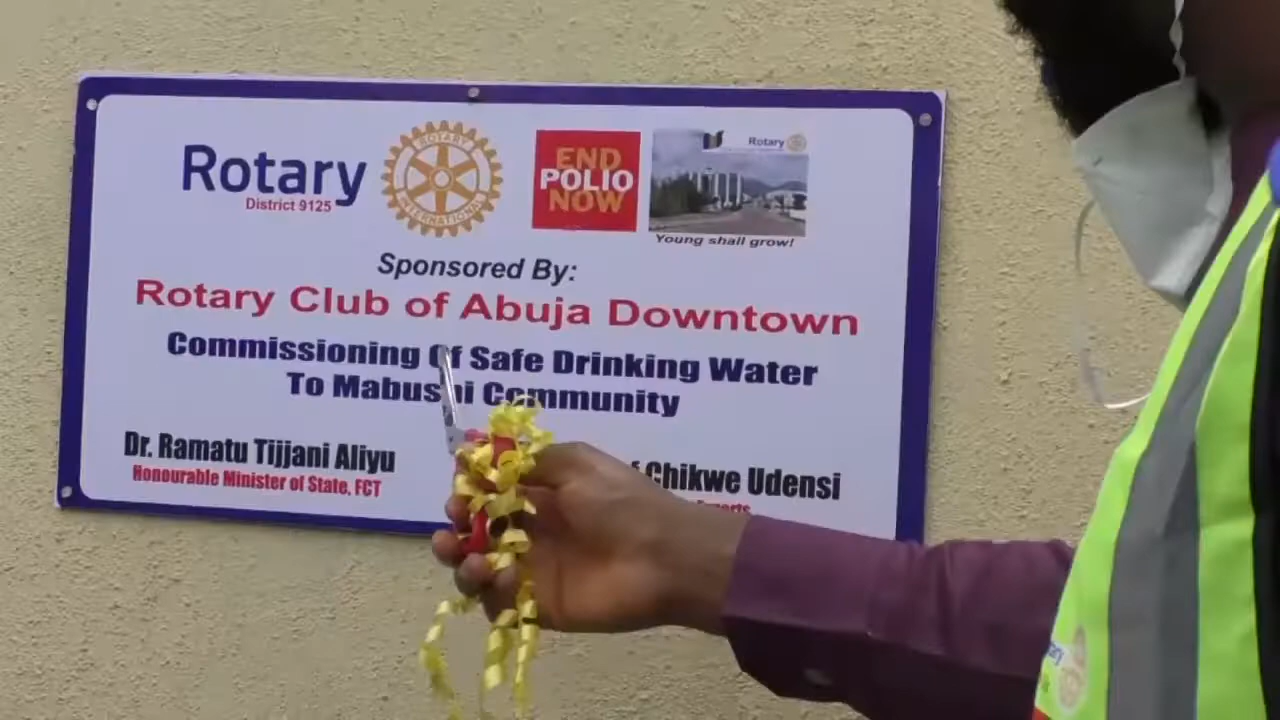 Rotary
District 9125
ROTARY
INTERNATIONAL
END
POLIO
NOW
Rotary
Young shall grow!
Sponsored By:
Rotary Club of Abuja Downtown
Commissioning Of Safe Drinking Water
To Mabushi Community
Dr. Ramatu Tijjani Aliyu
Honourable Minister of State, FCT
Chikwe Udensi